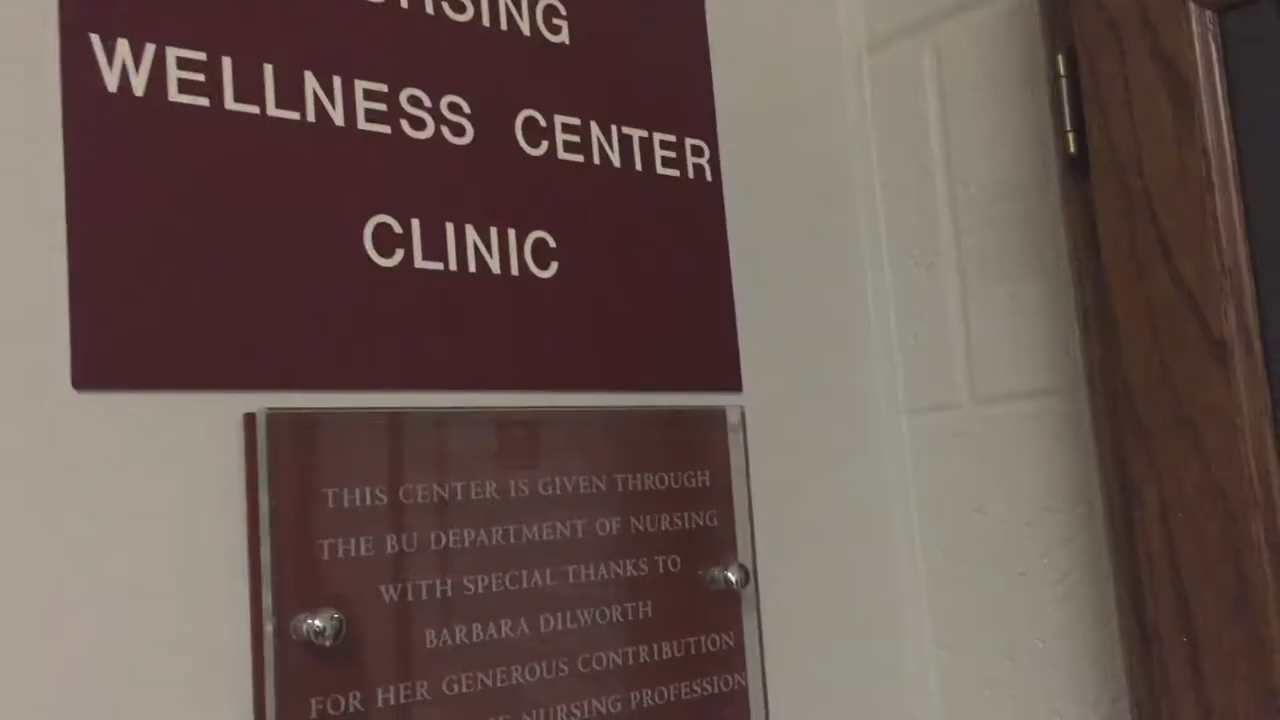 NURSING
WELLNESS CENTER
CLINIC
THIS CENTER IS GIVEN THROUGH
THE BU DEPARTMENT OF NURSING
WITH SPECIAL THANKS TO
BARBARA DILWORTH
FOR HER GENEROUS CONTRIBUTION
NURSING PROFESSION